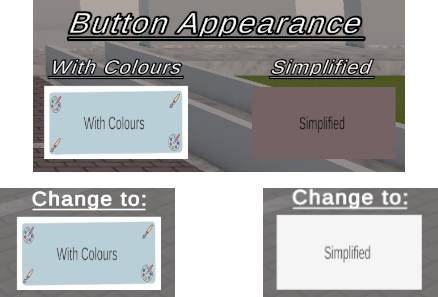 Button Appearance
With Colours Simplified
With Colours Simplified
Change to: Change to:
With Colours Simplified